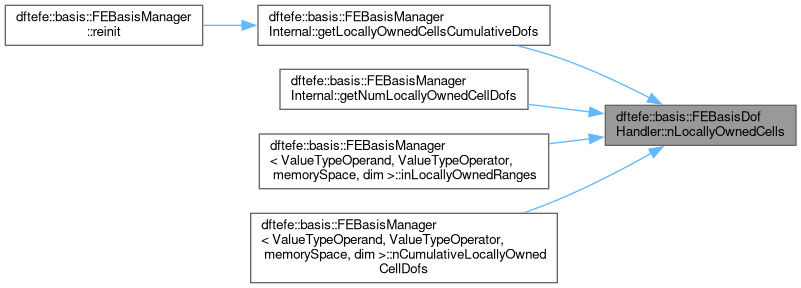 dftefe::basis::FEBasisManager
::reinit
dftefe::basis::FEBasisManager
Internal::getLocallyOwnedCellsCumulativeDofs
dftefe::basis::FEBasisManager
Internal::getNumLocallyOwnedCellDofs
dftefe::basis::FEBasisDof
Handler::nLocallyOwnedCells
dftefe::basis::FEBasisManager
< ValueTypeOperand, ValueTypeOperator,
memorySpace, dim >::inLocallyOwnedRanges
dftefe::basis::FEBasisManager
< ValueTypeOperand, ValueTypeOperator,
memorySpace, dim >::nCumulativeLocallyOwned
CellDofs